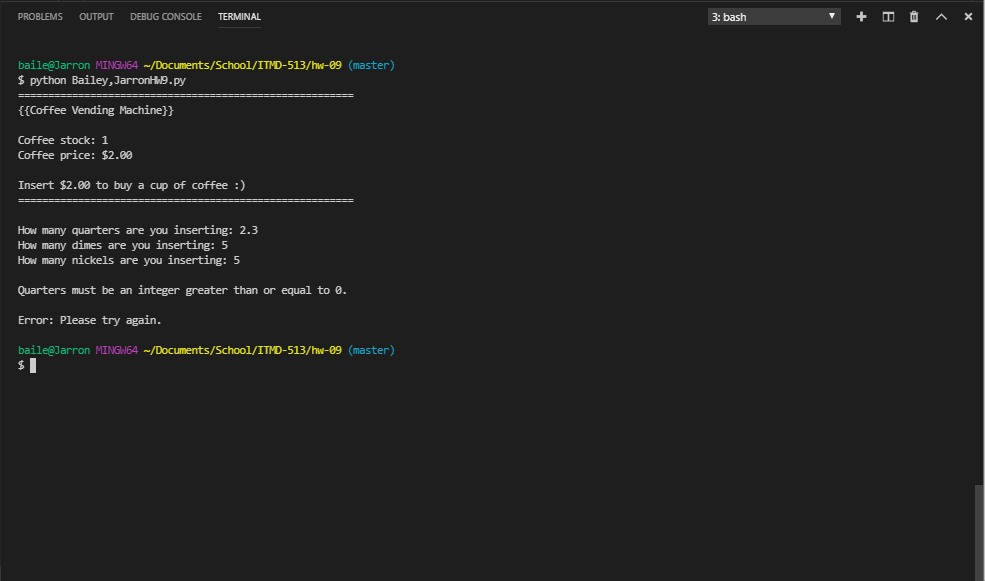 PROBLEMS OUTPUT DEBUG CONSOLE TERMINAL 3: bash
baile@Jarron MINGW64 ~/Documents/School/ITMD-513/hw-09 (master)
$ python Bailey,JarronHW9.py
========================================================
{{Coffee Vending Machine}}
Coffee stock: 1
Coffee price: $2.00
Insert $2.00 to buy a cup of coffee :)
========================================================
How many quarters are you inserting: 2.3
How many dimes are you inserting: 5
How many nickels are you inserting: 5
Quarters must be an integer greater than or equal to 0.
Error: Please try again.
baile@Jarron MINGW64 ~/Documents/School/ITMD-513/hw-09 (master)
$